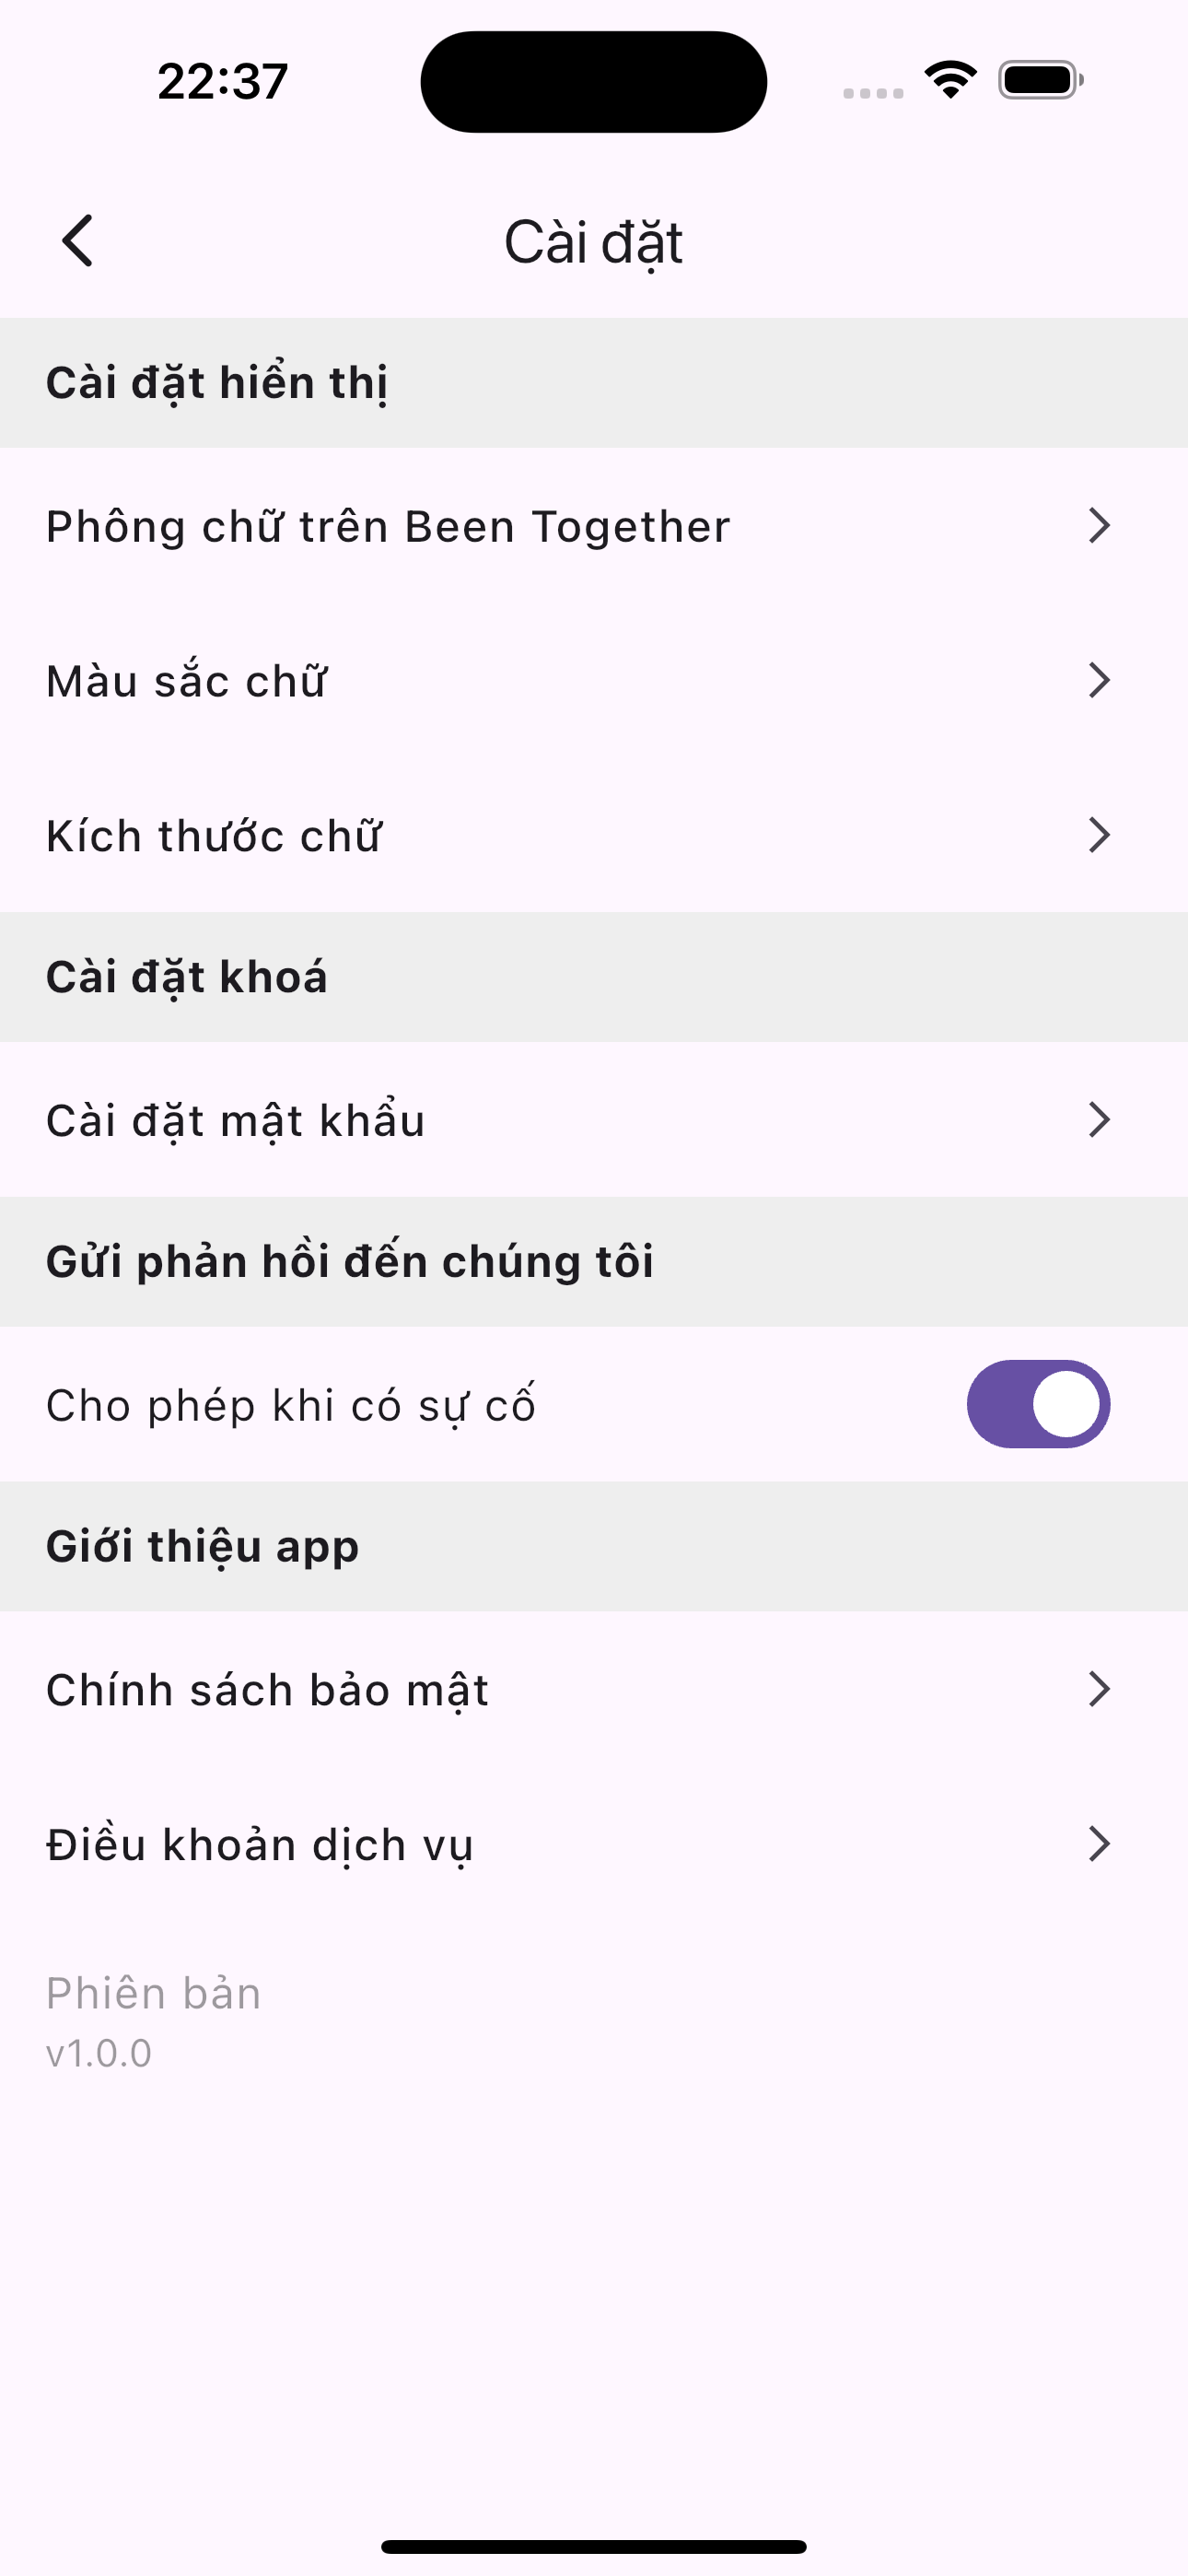 22:37
Cài đặt
Cài đặt hiển thị
Phông chữ trên Been Together
Màu sắc chữ
Kích thước chữ
Cài đặt khoá
Cài đặt mật khẩu
Gửi phản hồi đến chúng tôi
Cho phép khi có sự cố
Giới thiệu app
Chính sách bảo mật
Điều khoản dịch vụ
Phiên bản
v1.0.0